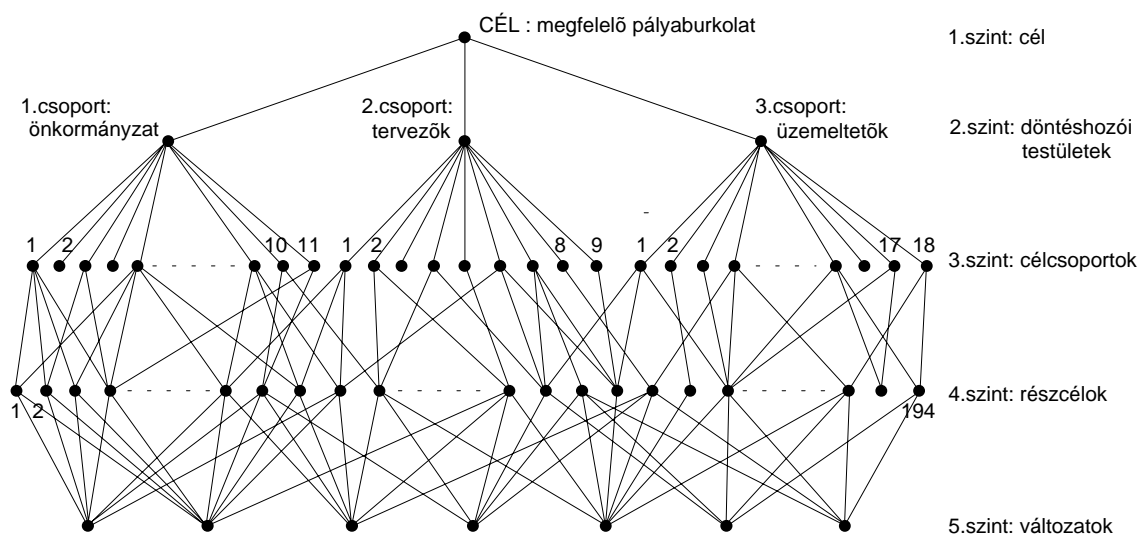 CÉL : megfelelõ pályaburkolat
1.szint: cél
1.csoport:
önkormányzat
2.csoport:
tervezõk
3.csoport:
üzemeltetõk
2.szint: döntéshozói
testületek
1 2 10 11 1 2 8 9 1 2 17 18
3.szint: célcsoportok
1 2 194
4.szint: részcélok
5.szint: változatok